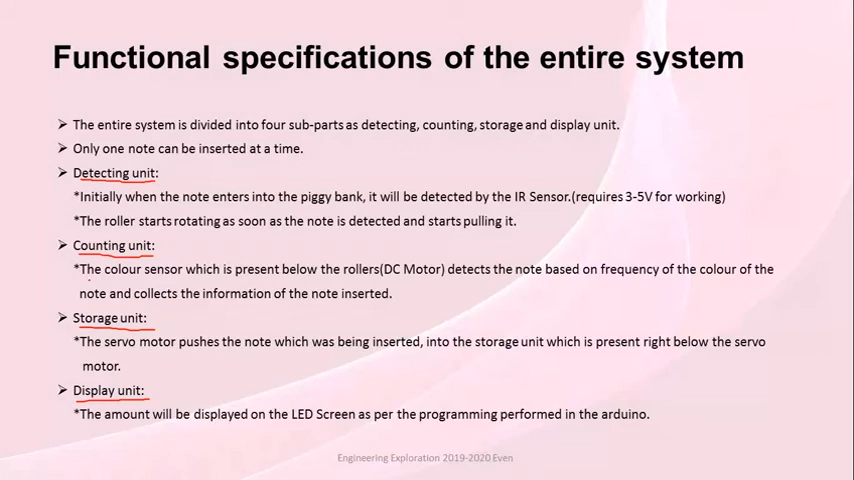 Functional specifications of the entire system
➢ The entire system is divided into four sub-parts as detecting, counting, storage and display unit.
➢ Only one note can be inserted at a time.
➢ Detecting unit:
*Initially when the note enters into the piggy bank, it will be detected by the IR Sensor.(requires 3-5V for working)
*The roller starts rotating as soon as the note is detected and starts pulling it.
➢ Counting unit:
*The colour sensor which is present below the rollers(DC Motor) detects the note based on frequency of the colour of the
note and collects the information of the note inserted.
➢ Storage unit:
*The servo motor pushes the note which was being inserted, into the storage unit which is present right below the servo
motor.
➢ Display unit:
*The amount will be displayed on the LED Screen as per the programming performed in the arduino.
Engineering Exploration 2019-2020 Even